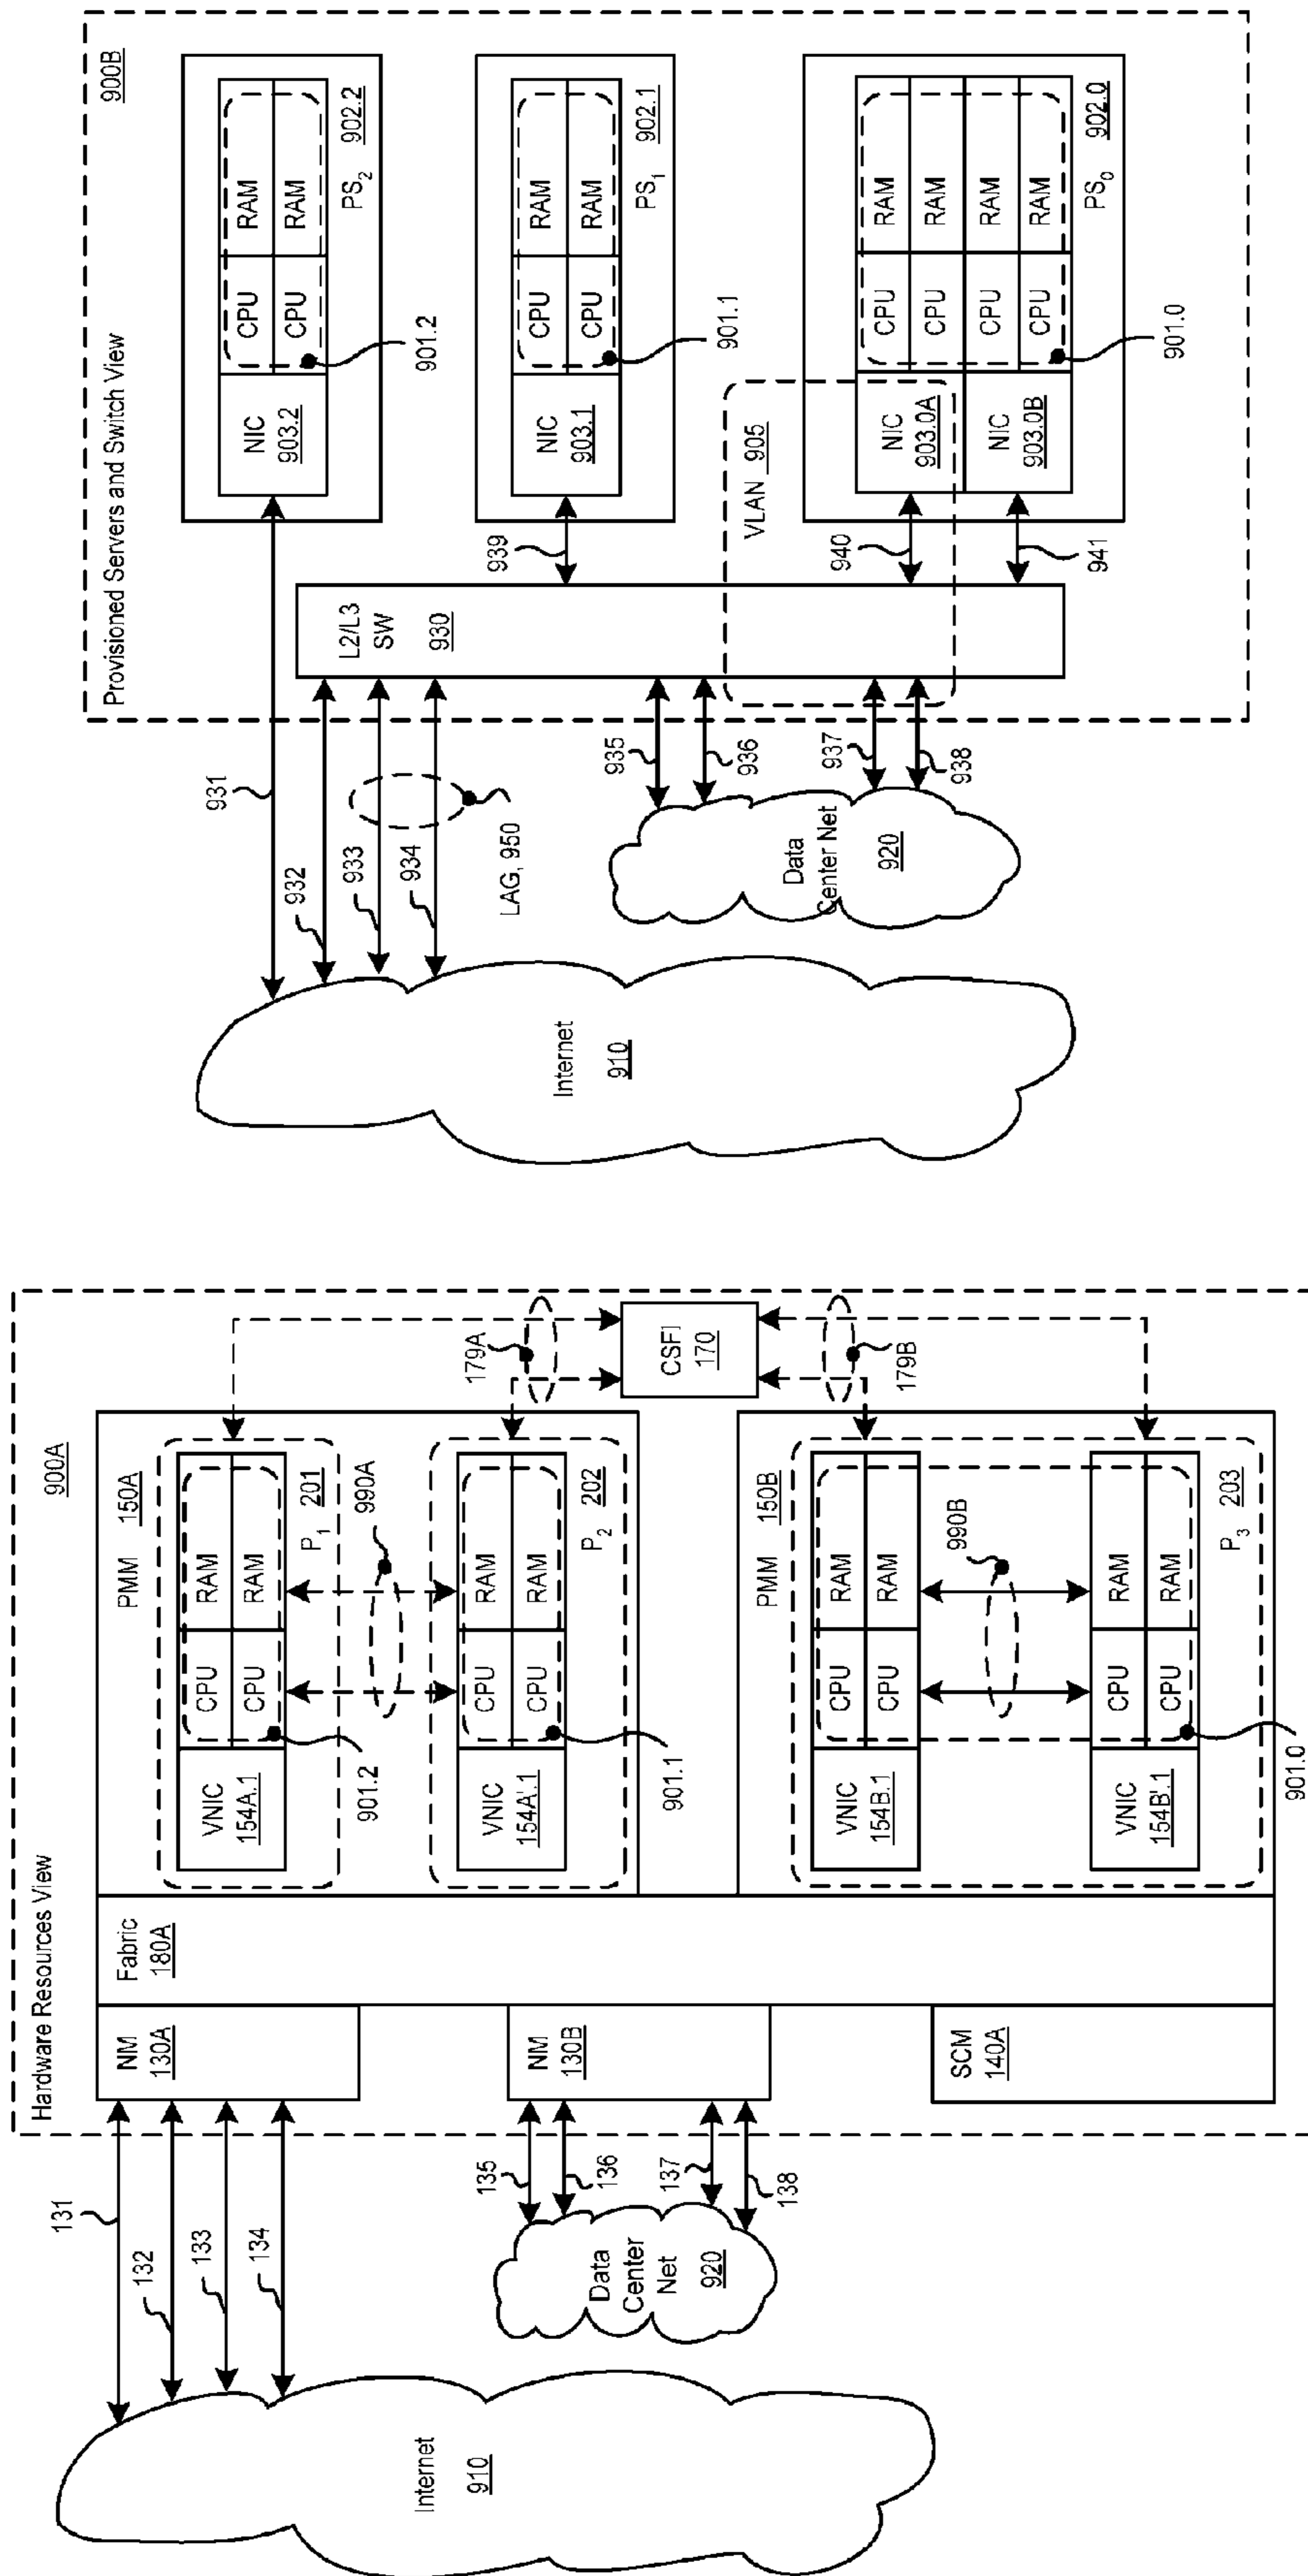 Hardware Resources View
900A
131
132
133
134
Internet
910
135
136
137
138
Data
Center
Net
920
NM
130A
NM
130B
SCM
140A
Fabric
180A
PMM 150A
VNIC
154A.1
CPU RAM
CPU RAM
P1 201
901.2
990A
VNIC
154A'.1
CPU RAM
CPU RAM
P2 202
901.1
PMM 150B
VNIC
154B.1
CPU RAM
CPU RAM
990B
VNIC
154B'.1
CPU RAM
CPU RAM
P3 203
901.0
179A
CSFI
170
179B
Provisioned Servers and Switch View
900B
931
932
933
934
LAG, 950
Internet
910
935
936
937
938
Data
Center Net
920
L2/L3
SW
930
939
940
941
VLAN 905
NIC
903.2
CPU RAM
CPU RAM
PS2 902.2
901.2
NIC
903.1
CPU RAM
CPU RAM
PS1 902.1
901.1
NIC
903.0A
NIC
903.0B
CPU RAM
CPU RAM
CPU RAM
CPU RAM
PS0 902.0
901.0